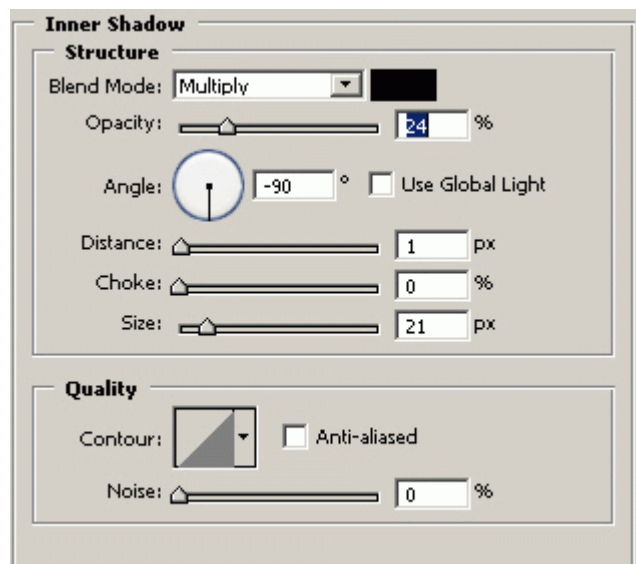 Inner Shadow
Structure
Blend Mode: Multiply
Opacity: 24 %
Angle: -90 ° Use Global Light
Distance: 1 px
Choke: 0 %
Size: 21 px
Quality
Contour: Anti-aliased
Noise: 0 %